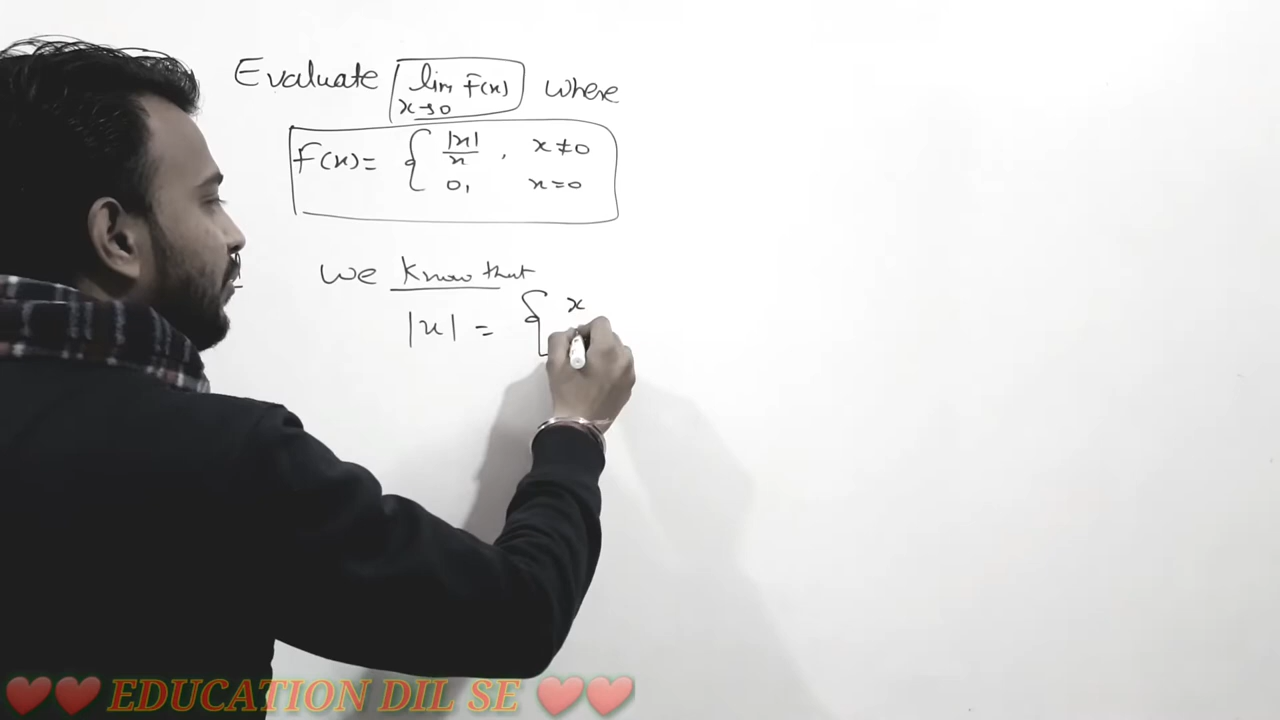 Evaluate lim F(x) where
x→0
F(x) = { |x|/x , x≠0
0, x=0
We know that
|x| = { x
❤❤ EDUCATION DIL SE ❤❤